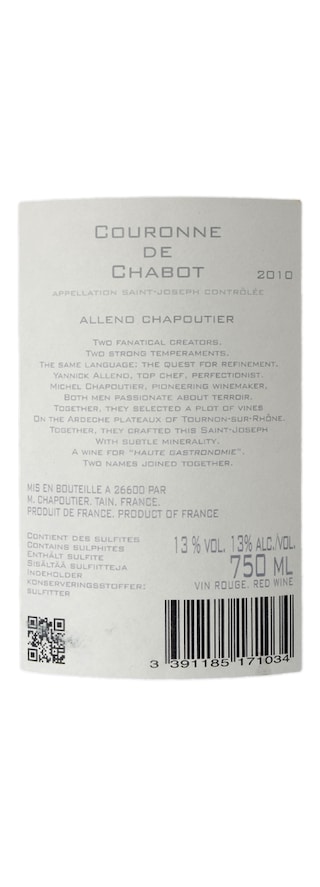 COURONNE
DE
CHABOT 2010
APPELLATION SAINT-JOSEPH CONTRÔLÉE
ALLENO CHAPOUTIER
TWO FANATICAL CREATORS.
TWO STRONG TEMPERAMENTS.
THE SAME LANGUAGE: THE QUEST FOR REFINEMENT.
YANNICK ALLENO, TOP CHEF, PERFECTIONIST.
MICHEL CHAPOUTIER, PIONEERING WINEMAKER,
BOTH MEN PASSIONATE ABOUT TERROIR.
TOGETHER, THEY SELECTED A PLOT OF VINES
ON THE ARDECHE PLATEAUS OF TOURNON-SUR-RHÔNE.
TOGETHER, THEY CRAFTED THIS SAINT-JOSEPH
WITH SUBTLE MINERALITY.
A WINE FOR "HAUTE GASTRONOMIE",
TWO NAMES JOINED TOGETHER.
MIS EN BOUTEILLE A 26600 PAR
M. CHAPOUTIER. TAIN, FRANCE.
PRODUIT DE FRANCE. PRODUCT OF FRANCE
CONTIENT DES SULFITES
CONTAINS SULPHITES
ENTHÄLT SULFITE
SISÄLTÄÄ SULFIITTEJA
INDEHOLDER
KONSERVERINGSSTOFFER:
SULFITTER
13 % VOL. 13% ALC./VOL.
750 ML
VIN ROUGE. RED WINE
3 391185 171034